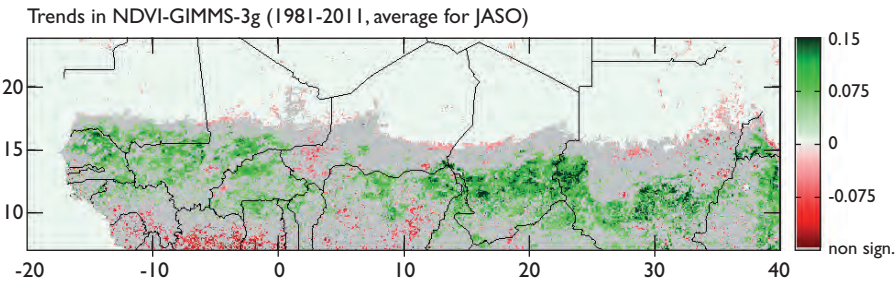 Trends in NDVI-GIMMS-3g (1981-2011, average for JASO)
0.15
20
0.075
15
0
-0.075
10
non sign.
-20 -10 0 10 20 30 40